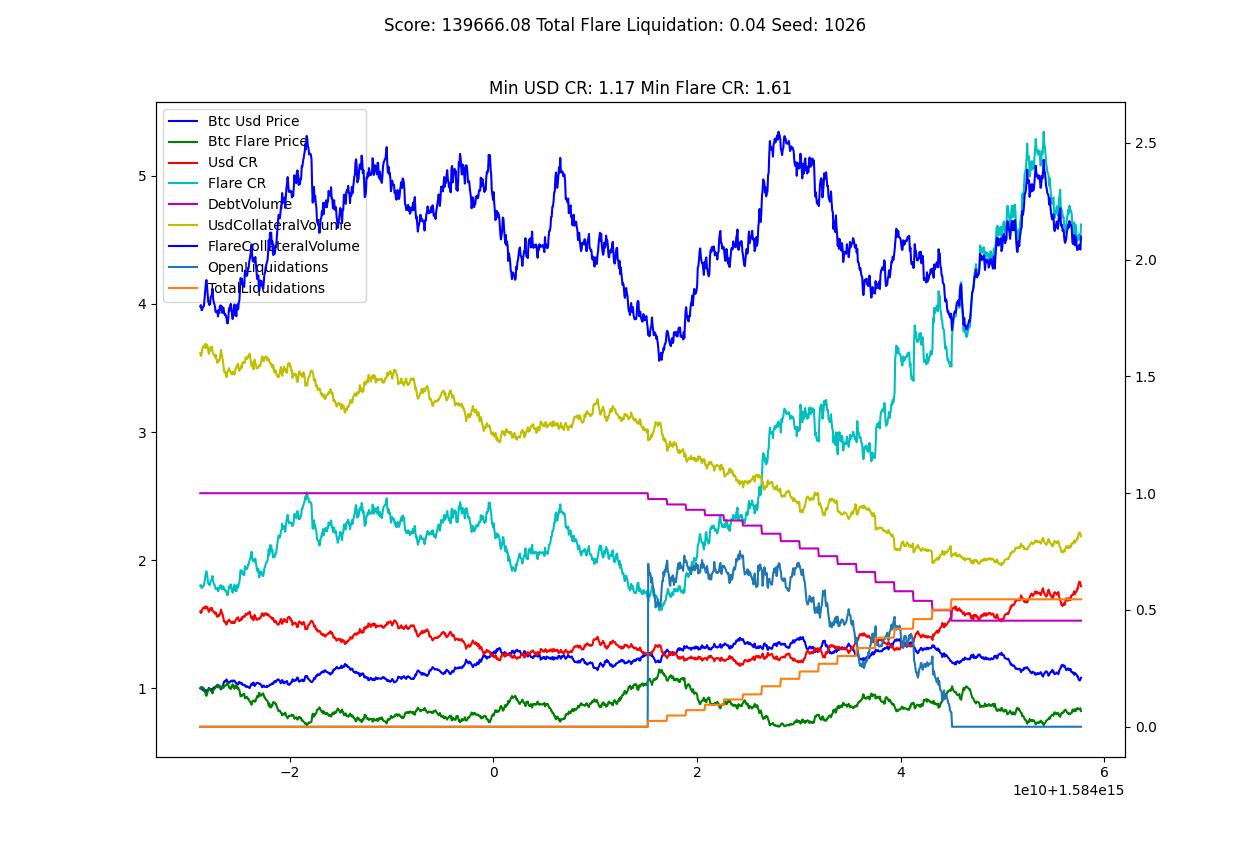 Score: 139666.08 Total Flare Liquidation: 0.04 Seed: 1026
Min USD CR: 1.17 Min Flare CR: 1.61
Btc Usd Price
Btc Flare Price
Usd CR
Flare CR
DebtVolume
UsdCollateralVolume
FlareCollateralVolume
OpenLiquidations
TotalLiquidations
5
4
3
2
1
2.5
2.0
1.5
1.0
0.5
0.0
−2
0
2
4
6
1e10+1.584e15